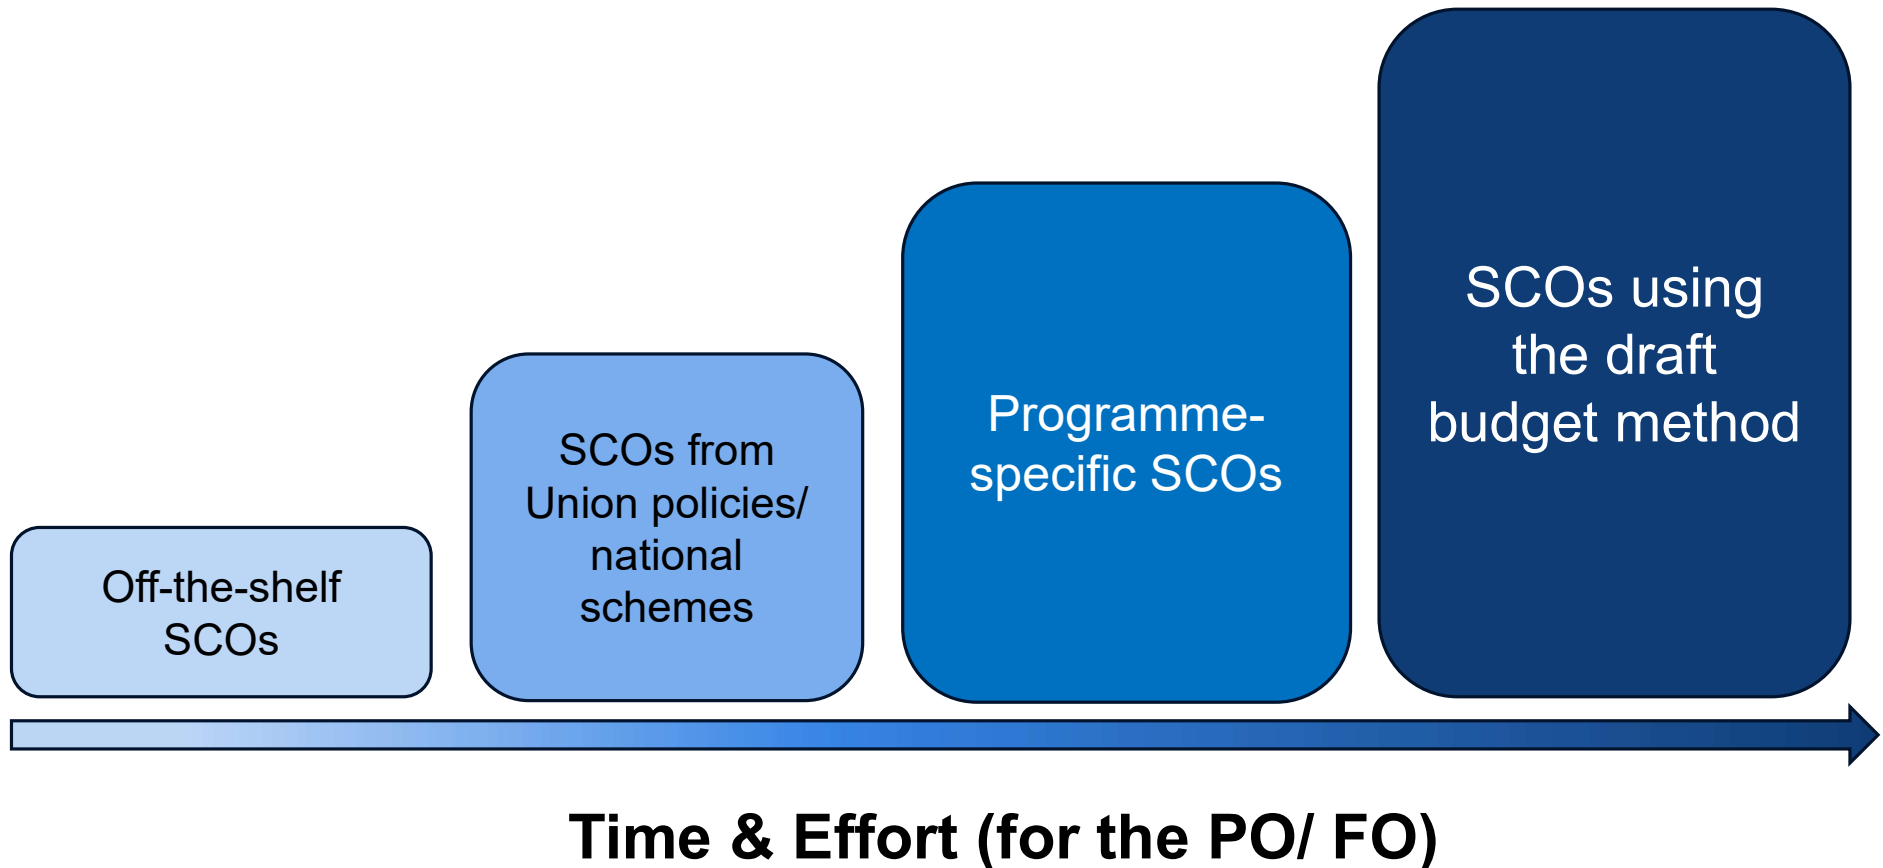 Off-the-shelf
SCOs
SCOs from
Union policies/
national
schemes
Programme-
specific SCOs
SCOs using
the draft
budget method
Time & Effort (for the PO/ FO)